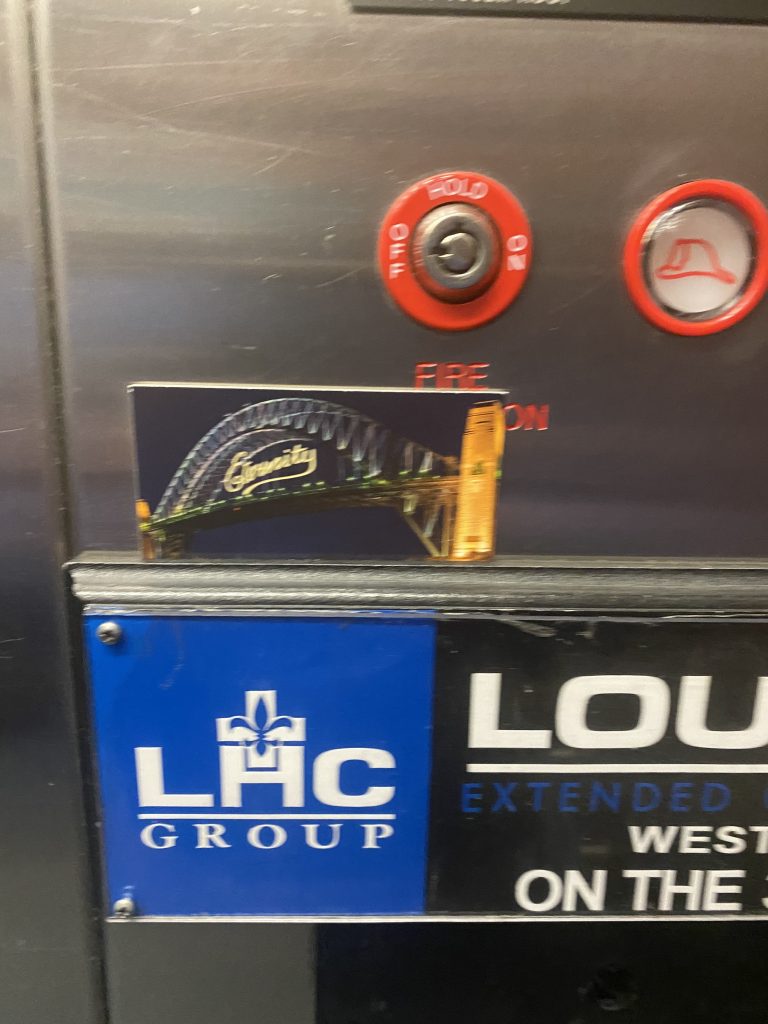 HOLD
OFF
ON
FIRE
ON
Eternity
LHC
GROUP
LOU
EXTENDED
WEST
ON THE